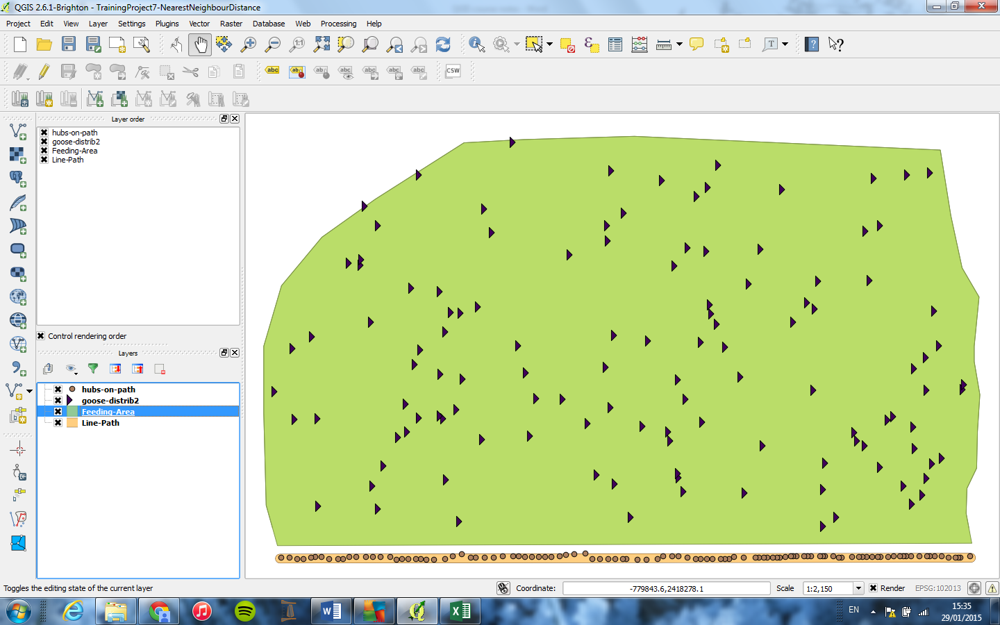 QGIS 2.6.1-Brighton - TrainingProject7-NearestNeighbourDistance
Project Edit View Layer Settings Plugins Vector Raster Database Web Processing Help
1:1
T
?
?
abc ab abc abc abc abc abc CSW
Layer order
hubs-on-path
goose-distrib2
Feeding-Area
Line-Path
Control rendering order
Layers
hubs-on-path
goose-distrib2
Feeding-Area
Line-Path
Toggles the editing state of the current layer
Coordinate: -779843.6,2418278.1 Scale 1:2,150 Render EPSG:102013
EN
15:35
29/01/2015